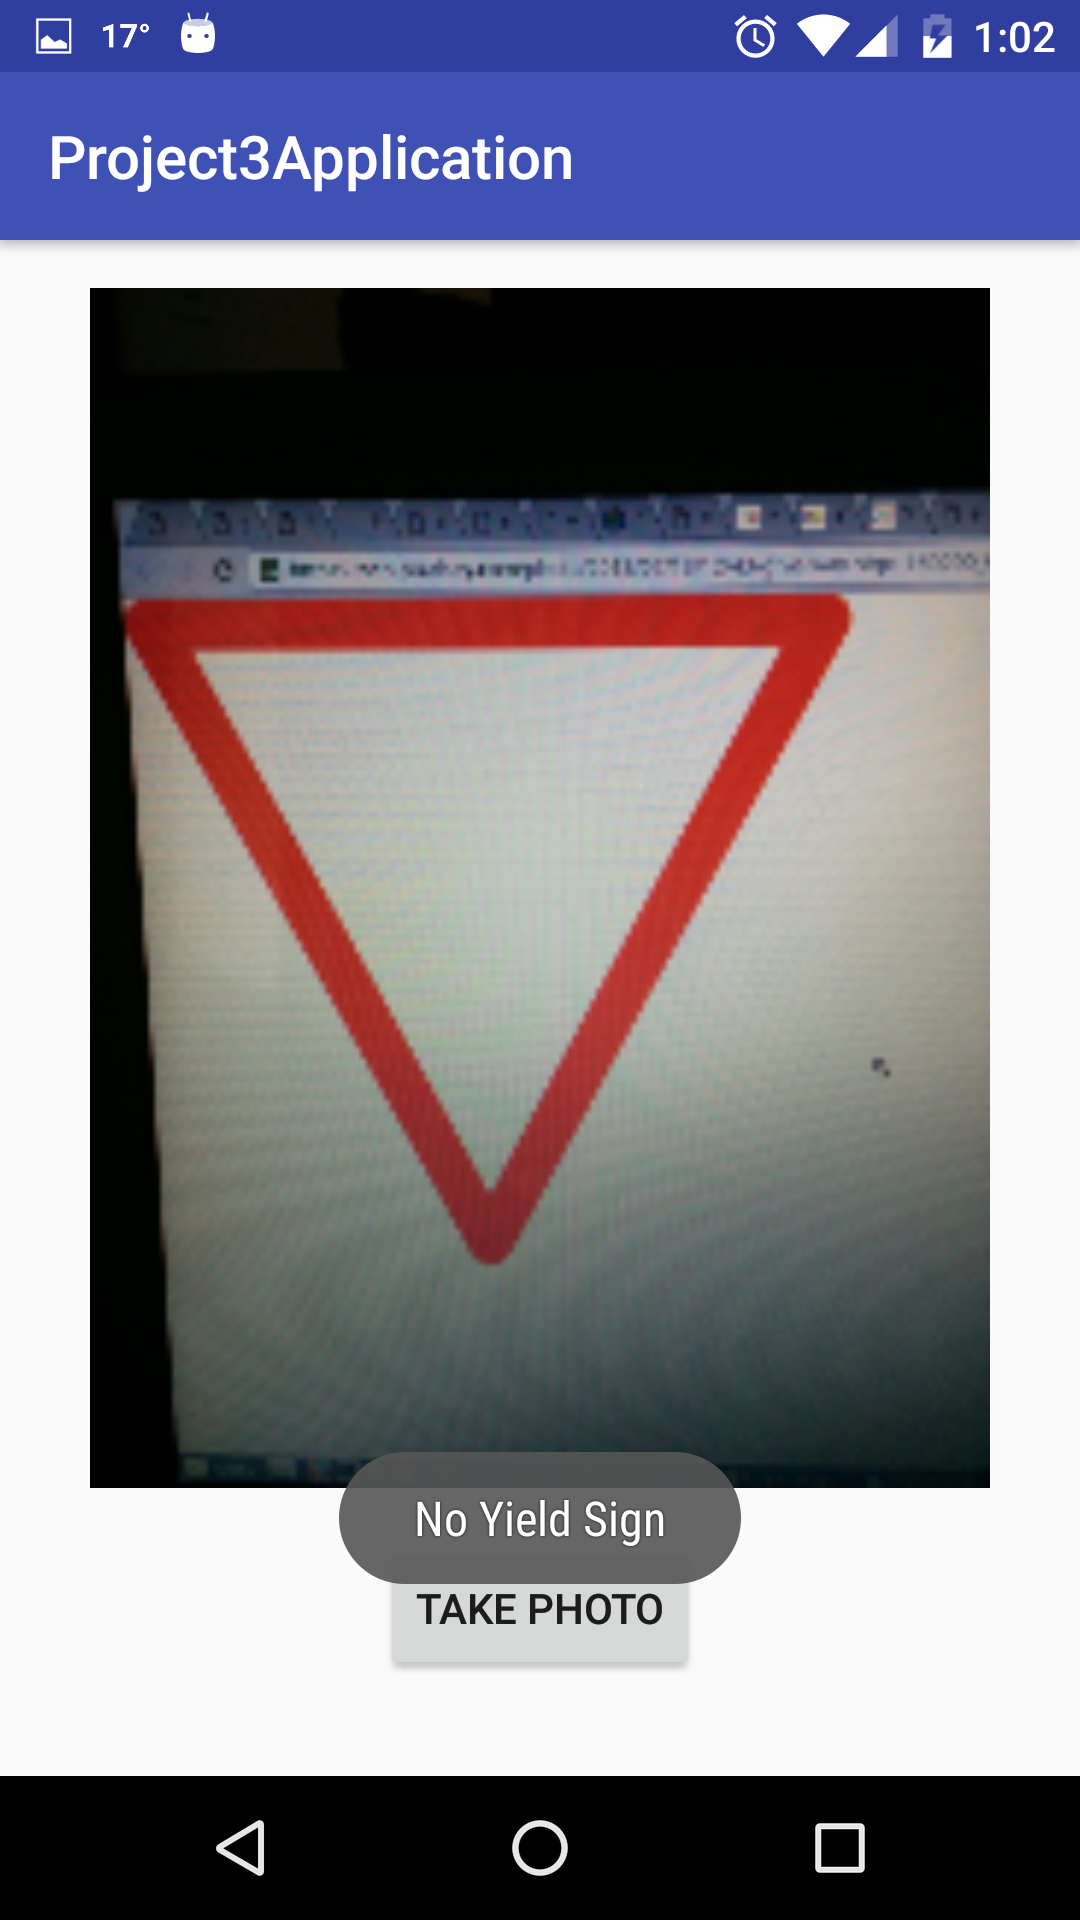 17°
1:02
Project3Application
No Yield Sign
TAKE PHOTO